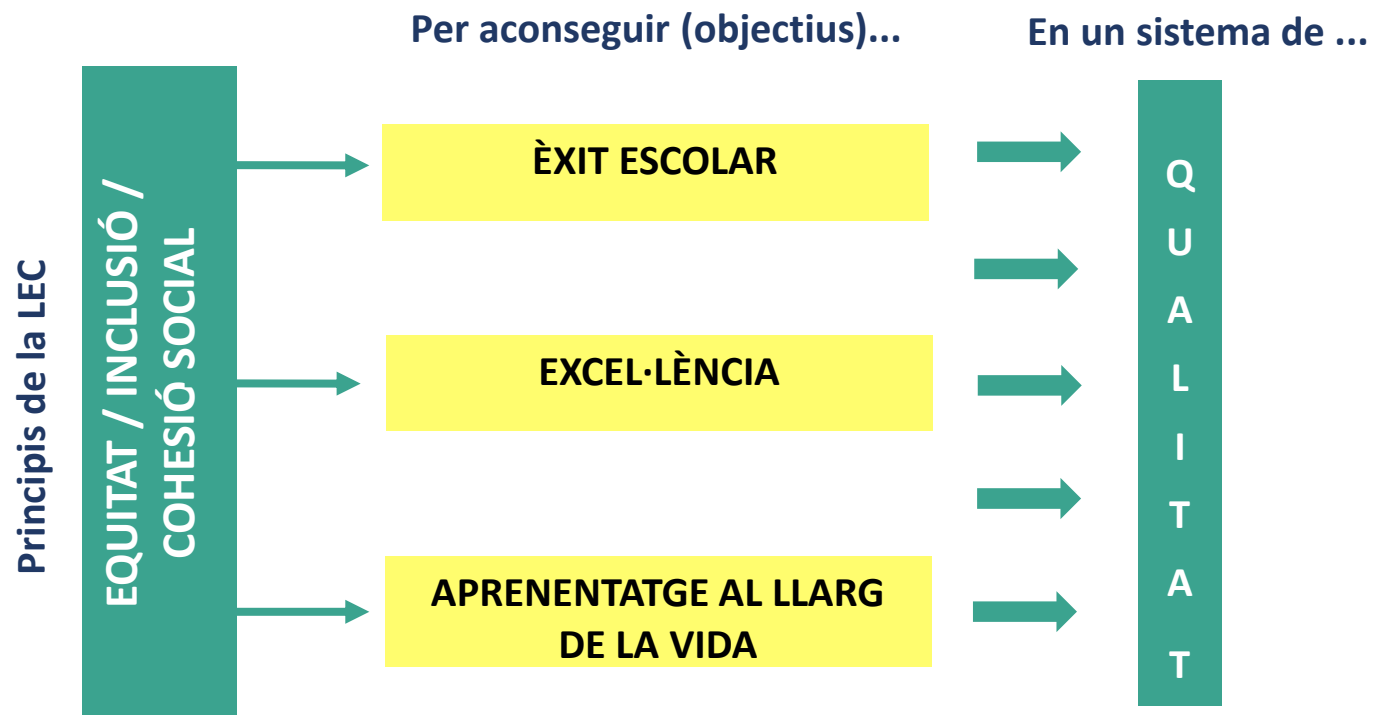 Per aconseguir (objectius)...
En un sistema de ...
Principis de la LEC
EQUITAT / INCLUSIÓ /
COHESIÓ SOCIAL
ÈXIT ESCOLAR
EXCEL·LÈNCIA
APRENENTATGE AL LLARG
DE LA VIDA
Q
U
A
L
I
T
A
T